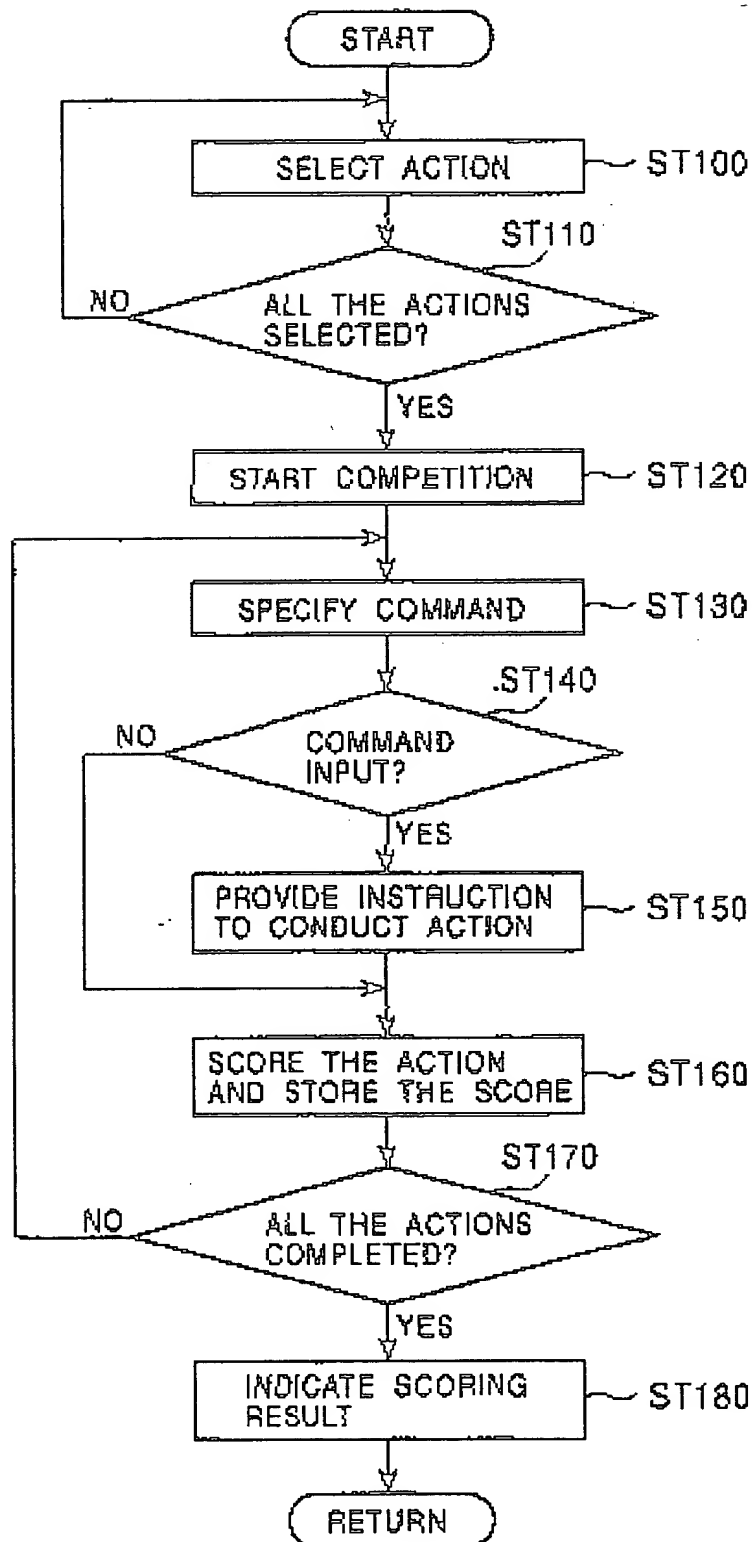 START
SELECT ACTION
ST100
ST110
NO
ALL THE ACTIONS
SELECTED?
YES
START COMPETITION
ST120
SPECIFY COMMAND
ST130
.ST140
NO
COMMAND
INPUT?
YES
PROVIDE INSTRUCTION
TO CONDUCT ACTION
ST150
SCORE THE ACTION
AND STORE THE SCORE
ST160
ST170
NO
ALL THE ACTIONS
COMPLETED?
YES
INDICATE SCORING
RESULT
ST180
RETURN